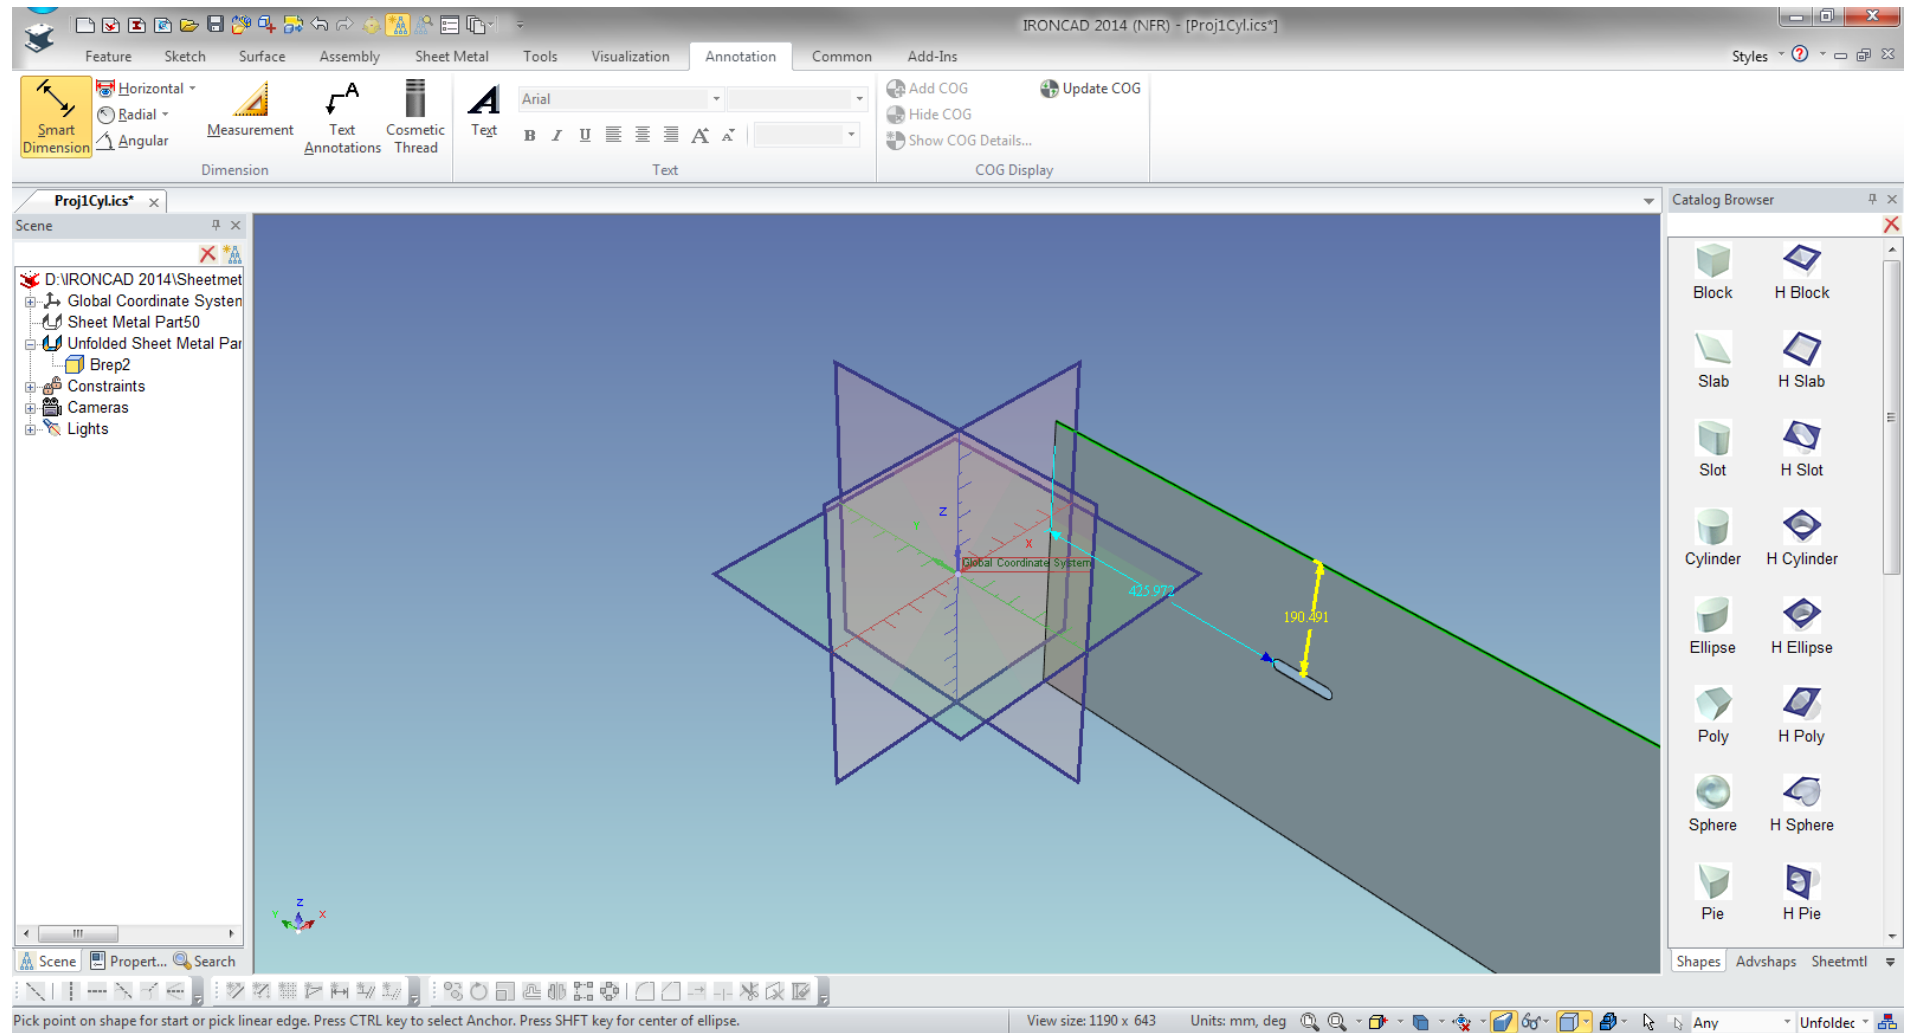 IRONCAD 2014 (NFR) - [Proj1Cyl.ics*]
Feature Sketch Surface Assembly Sheet Metal Tools Visualization Annotation Common Add-Ins Styles
Smart Dimension
Horizontal
Radial
Angular
Measurement
Text Annotations
Cosmetic Thread
Dimension
Text
Arial
B I U A A
Text
Add COG
Hide COG
Show COG Details...
Update COG
COG Display
Proj1Cyl.ics*
Scene
D:\IRONCAD 2014\Sheetmet
Global Coordinate System
Sheet Metal Part50
Unfolded Sheet Metal Par
Brep2
Constraints
Cameras
Lights
Scene Propert... Search
Z
Y
X
Global Coordinate System
425.972
190.491
Z
Y X
Catalog Browser
Block H Block
Slab H Slab
Slot H Slot
Cylinder H Cylinder
Ellipse H Ellipse
Poly H Poly
Sphere H Sphere
Pie H Pie
Shapes Advshaps Sheetmtl
Pick point on shape for start or pick linear edge. Press CTRL key to select Anchor. Press SHFT key for center of ellipse.
View size: 1190 x 643 Units: mm, deg Any Unfoldec